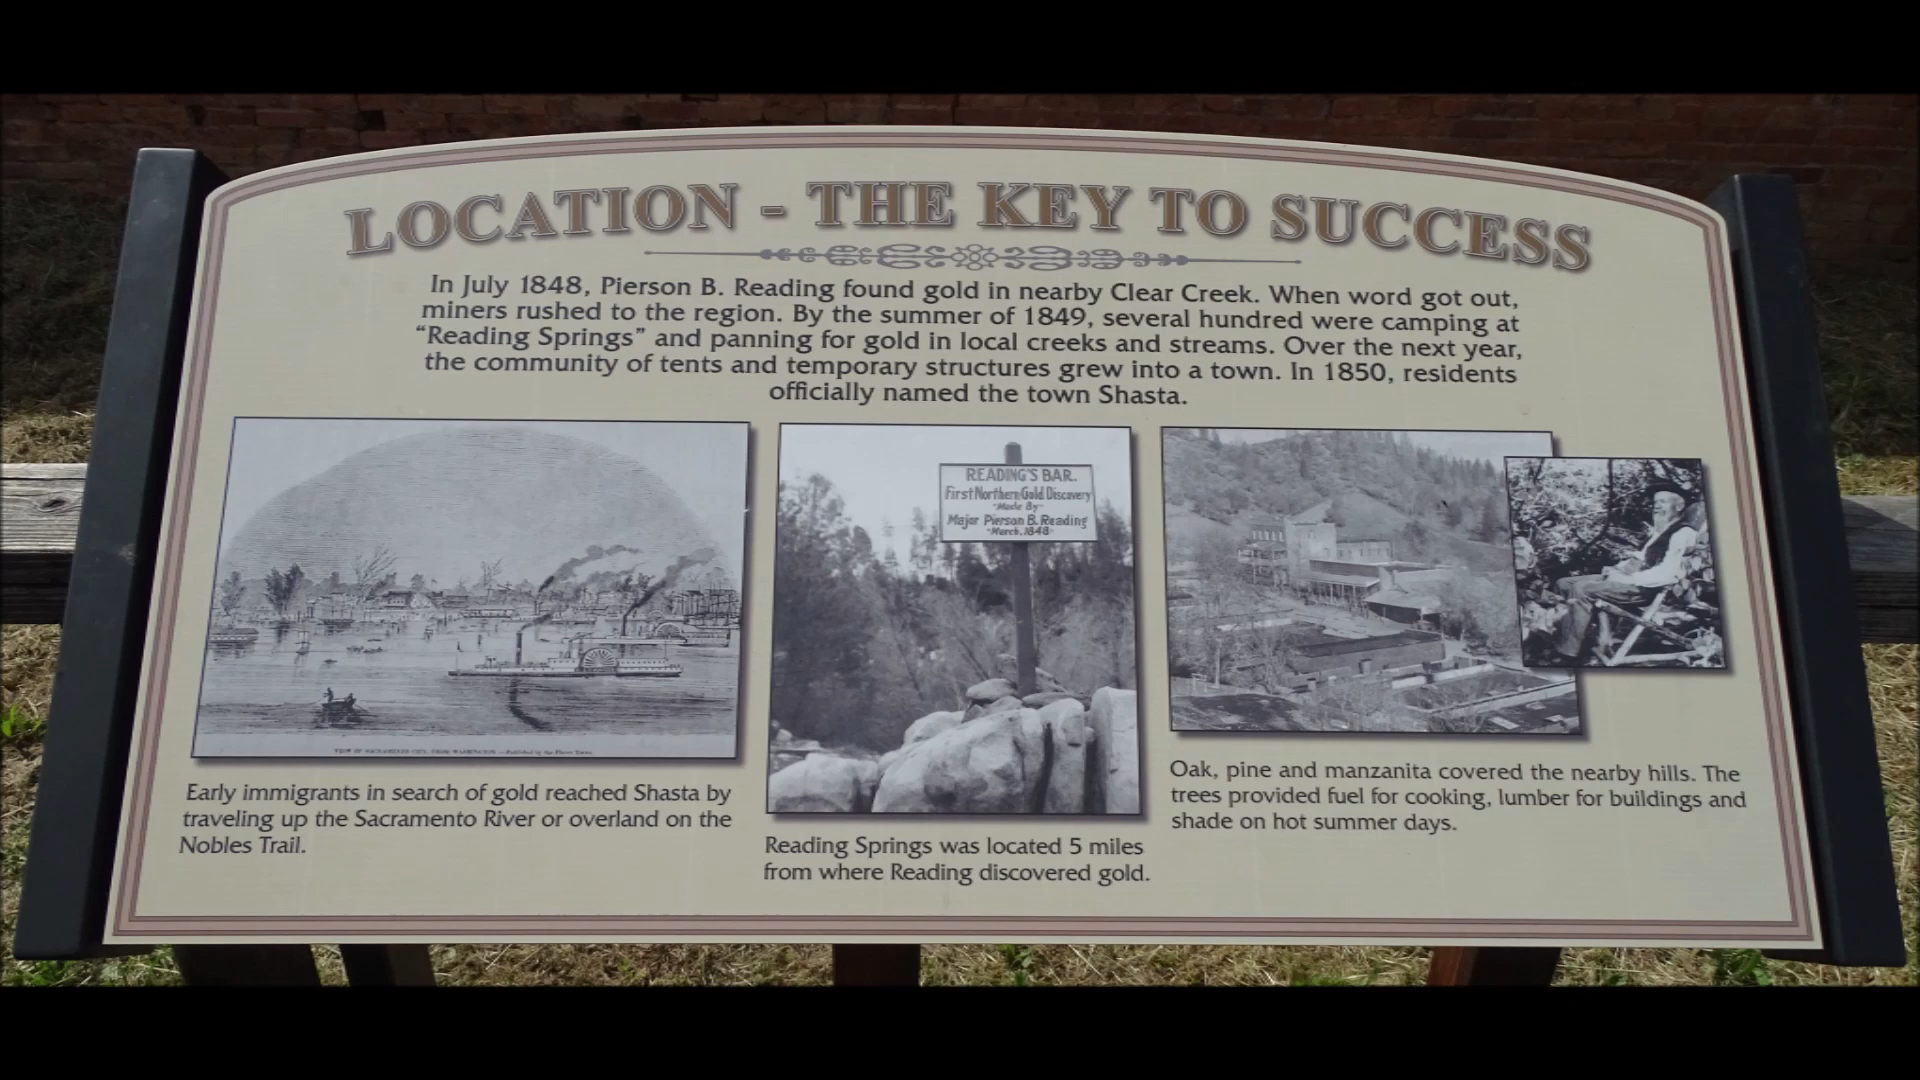 LOCATION - THE KEY TO SUCCESS
In July 1848, Pierson B. Reading found gold in nearby Clear Creek. When word got out,
miners rushed to the region. By the summer of 1849, several hundred were camping at
“Reading Springs” and panning for gold in local creeks and streams. Over the next year,
the community of tents and temporary structures grew into a town. In 1850, residents
officially named the town Shasta.
VIEW OF SACRAMENTO CITY, FROM WASHINGTON.
Early immigrants in search of gold reached Shasta by
traveling up the Sacramento River or overland on the
Nobles Trail.
READING'S BAR.
First Northern Gold Discovery
-Made By-
Major Pierson B. Reading
-March, 1848-
Reading Springs was located 5 miles
from where Reading discovered gold.
Oak, pine and manzanita covered the nearby hills. The
trees provided fuel for cooking, lumber for buildings and
shade on hot summer days.